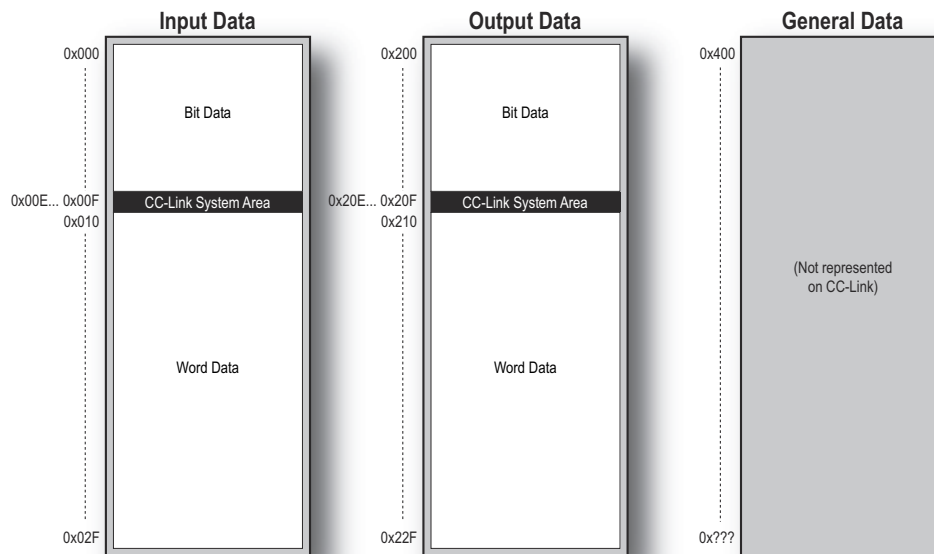 Input Data
0x000
Bit Data
0x00E... 0x00F
CC-Link System Area
0x010
Word Data
0x02F
Output Data
0x200
Bit Data
0x20E... 0x20F
CC-Link System Area
0x210
Word Data
0x22F
General Data
0x400
(Not represented
on CC-Link)
0x???